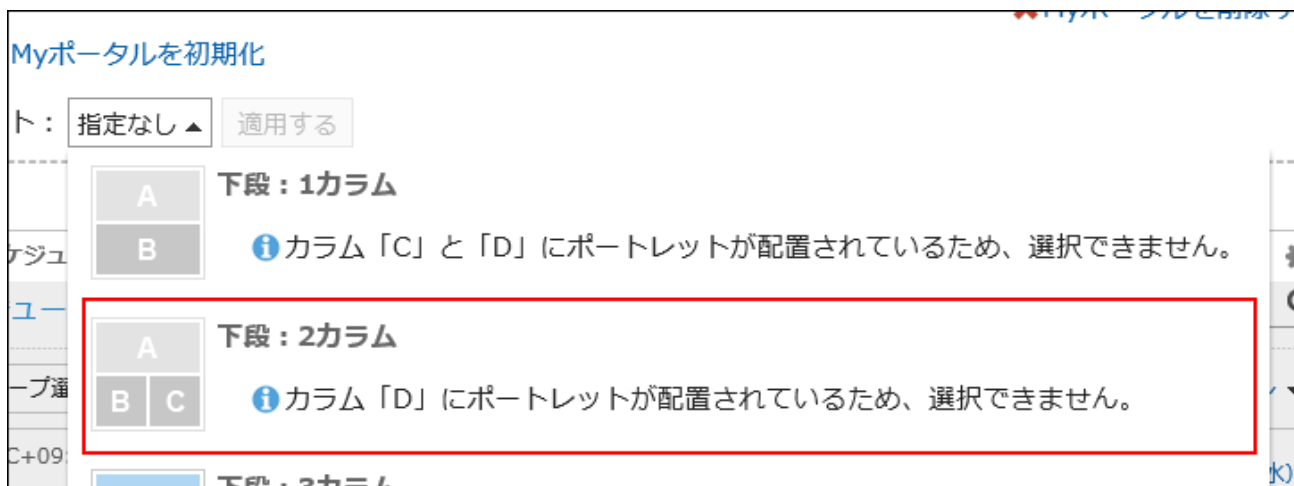 Myポータルを初期化
ト： 指定なし 適用する
A
B
下段：1カラム
カラム「C」と「D」にポートレットが配置されているため、選択できません。
A
B C
下段：2カラム
カラム「D」にポートレットが配置されているため、選択できません。
ケジュ
ュー
ープ選
C+09:
水)